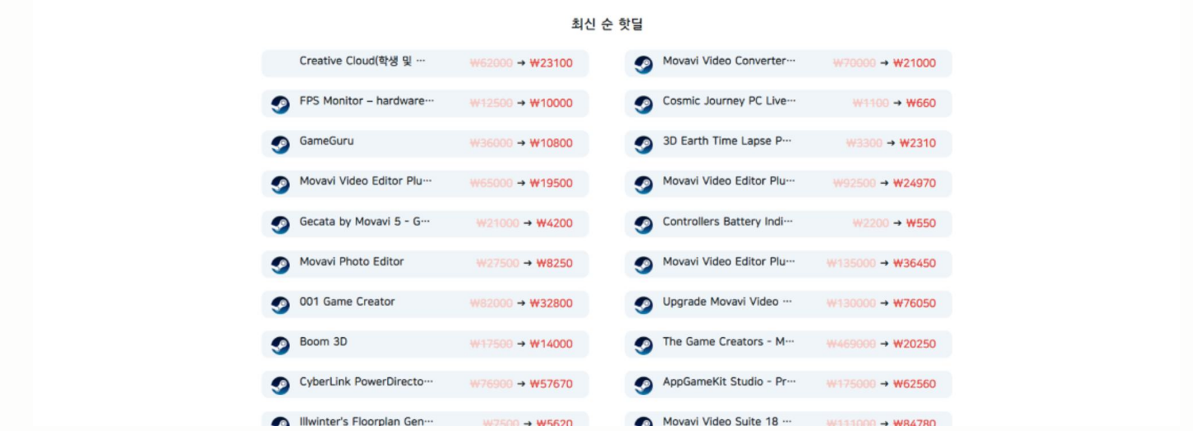 최신 순 핫딜
Creative Cloud(학생 및 ⋯ ₩62000 → ₩23100
Movavi Video Converter⋯ ₩70000 → ₩21000
FPS Monitor – hardware⋯ ₩12500 → ₩10000
Cosmic Journey PC Live⋯ ₩1100 → ₩660
GameGuru ₩36000 → ₩10800
3D Earth Time Lapse P⋯ ₩3300 → ₩2310
Movavi Video Editor Plu⋯ ₩65000 → ₩19500
Movavi Video Editor Plu⋯ ₩92500 → ₩24970
Gecata by Movavi 5 - G⋯ ₩21000 → ₩4200
Controllers Battery Indi⋯ ₩2200 → ₩550
Movavi Photo Editor ₩27500 → ₩8250
Movavi Video Editor Plu⋯ ₩135000 → ₩36450
001 Game Creator ₩82000 → ₩32800
Upgrade Movavi Video ⋯ ₩130000 → ₩76050
Boom 3D ₩17500 → ₩14000
The Game Creators - M⋯ ₩469000 → ₩20250
CyberLink PowerDirecto⋯ ₩76900 → ₩57670
AppGameKit Studio - Pr⋯ ₩175000 → ₩62560
Illwinter's Floorplan Gen⋯ ₩7500 → ₩5620
Movavi Video Suite 18 ⋯ ₩111000 → ₩84780